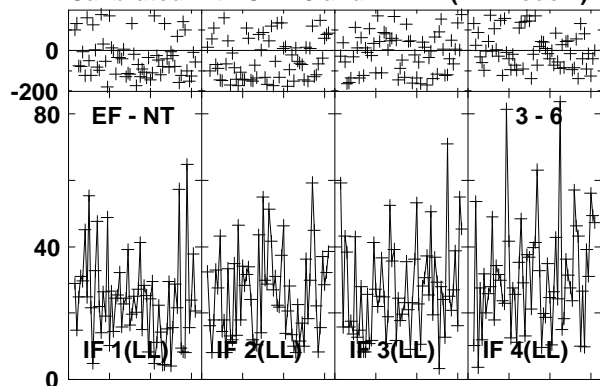 0
-200
80
EF - NT
3 - 6
40
IF 1(LL)
IF 2(LL)
IF 3(LL)
IF 4(LL)
0